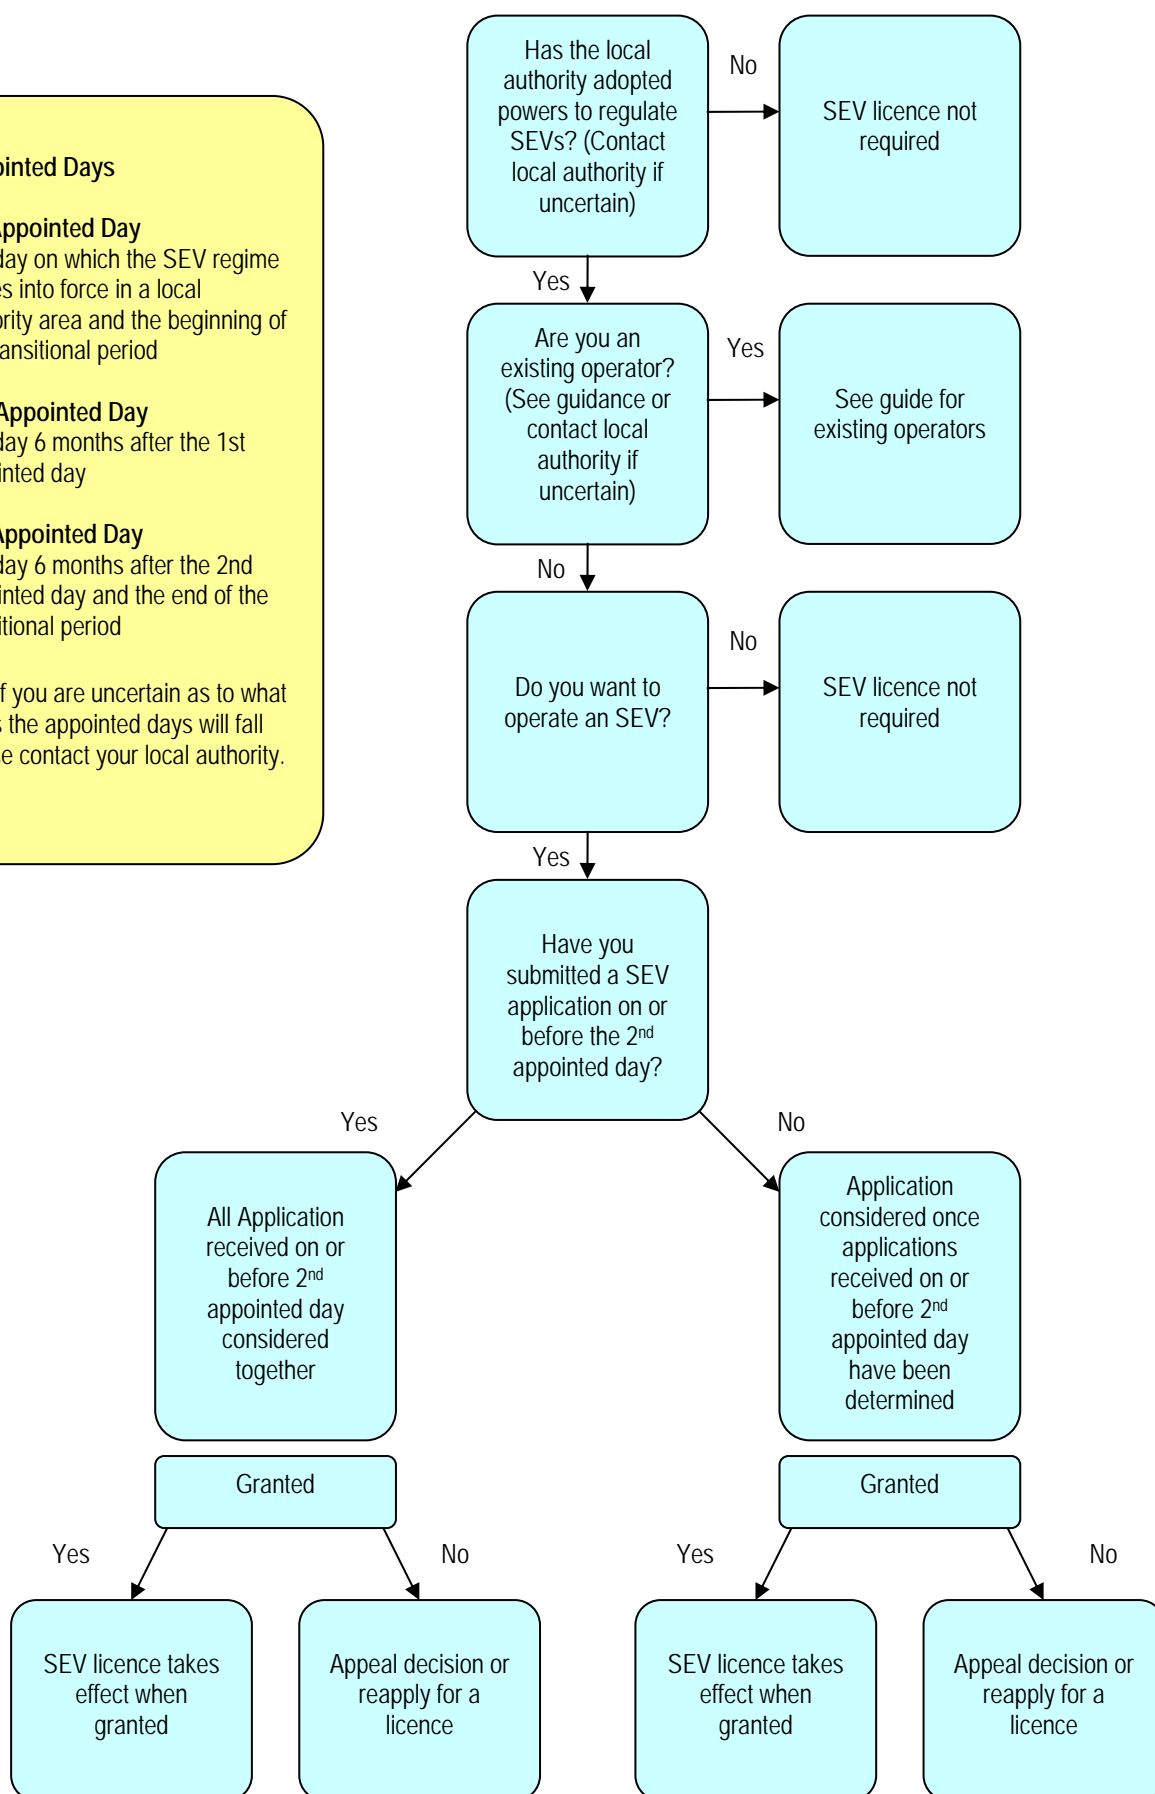 ointed Days
Appointed Day
day on which the SEV regime
es into force in a local
ority area and the beginning of
ransitional period
Appointed Day
day 6 months after the 1st
inted day
Appointed Day
day 6 months after the 2nd
inted day and the end of the
itional period
f you are uncertain as to what
s the appointed days will fall
e contact your local authority.
Has the local
authority adopted
powers to regulate
SEVs? (Contact
local authority if
uncertain)
No
SEV licence not
required
Yes
Are you an
existing operator?
(See guidance or
contact local
authority if
uncertain)
Yes
See guide for
existing operators
No
Do you want to
operate an SEV?
No
SEV licence not
required
Yes
Have you
submitted a SEV
application on or
before the 2nd
appointed day?
Yes
No
All Application
received on or
before 2nd
appointed day
considered
together
Application
considered once
applications
received on or
before 2nd
appointed day
have been
determined
Granted
Granted
Yes
No
Yes
No
SEV licence takes
effect when
granted
Appeal decision or
reapply for a
licence
SEV licence takes
effect when
granted
Appeal decision or
reapply for a
licence